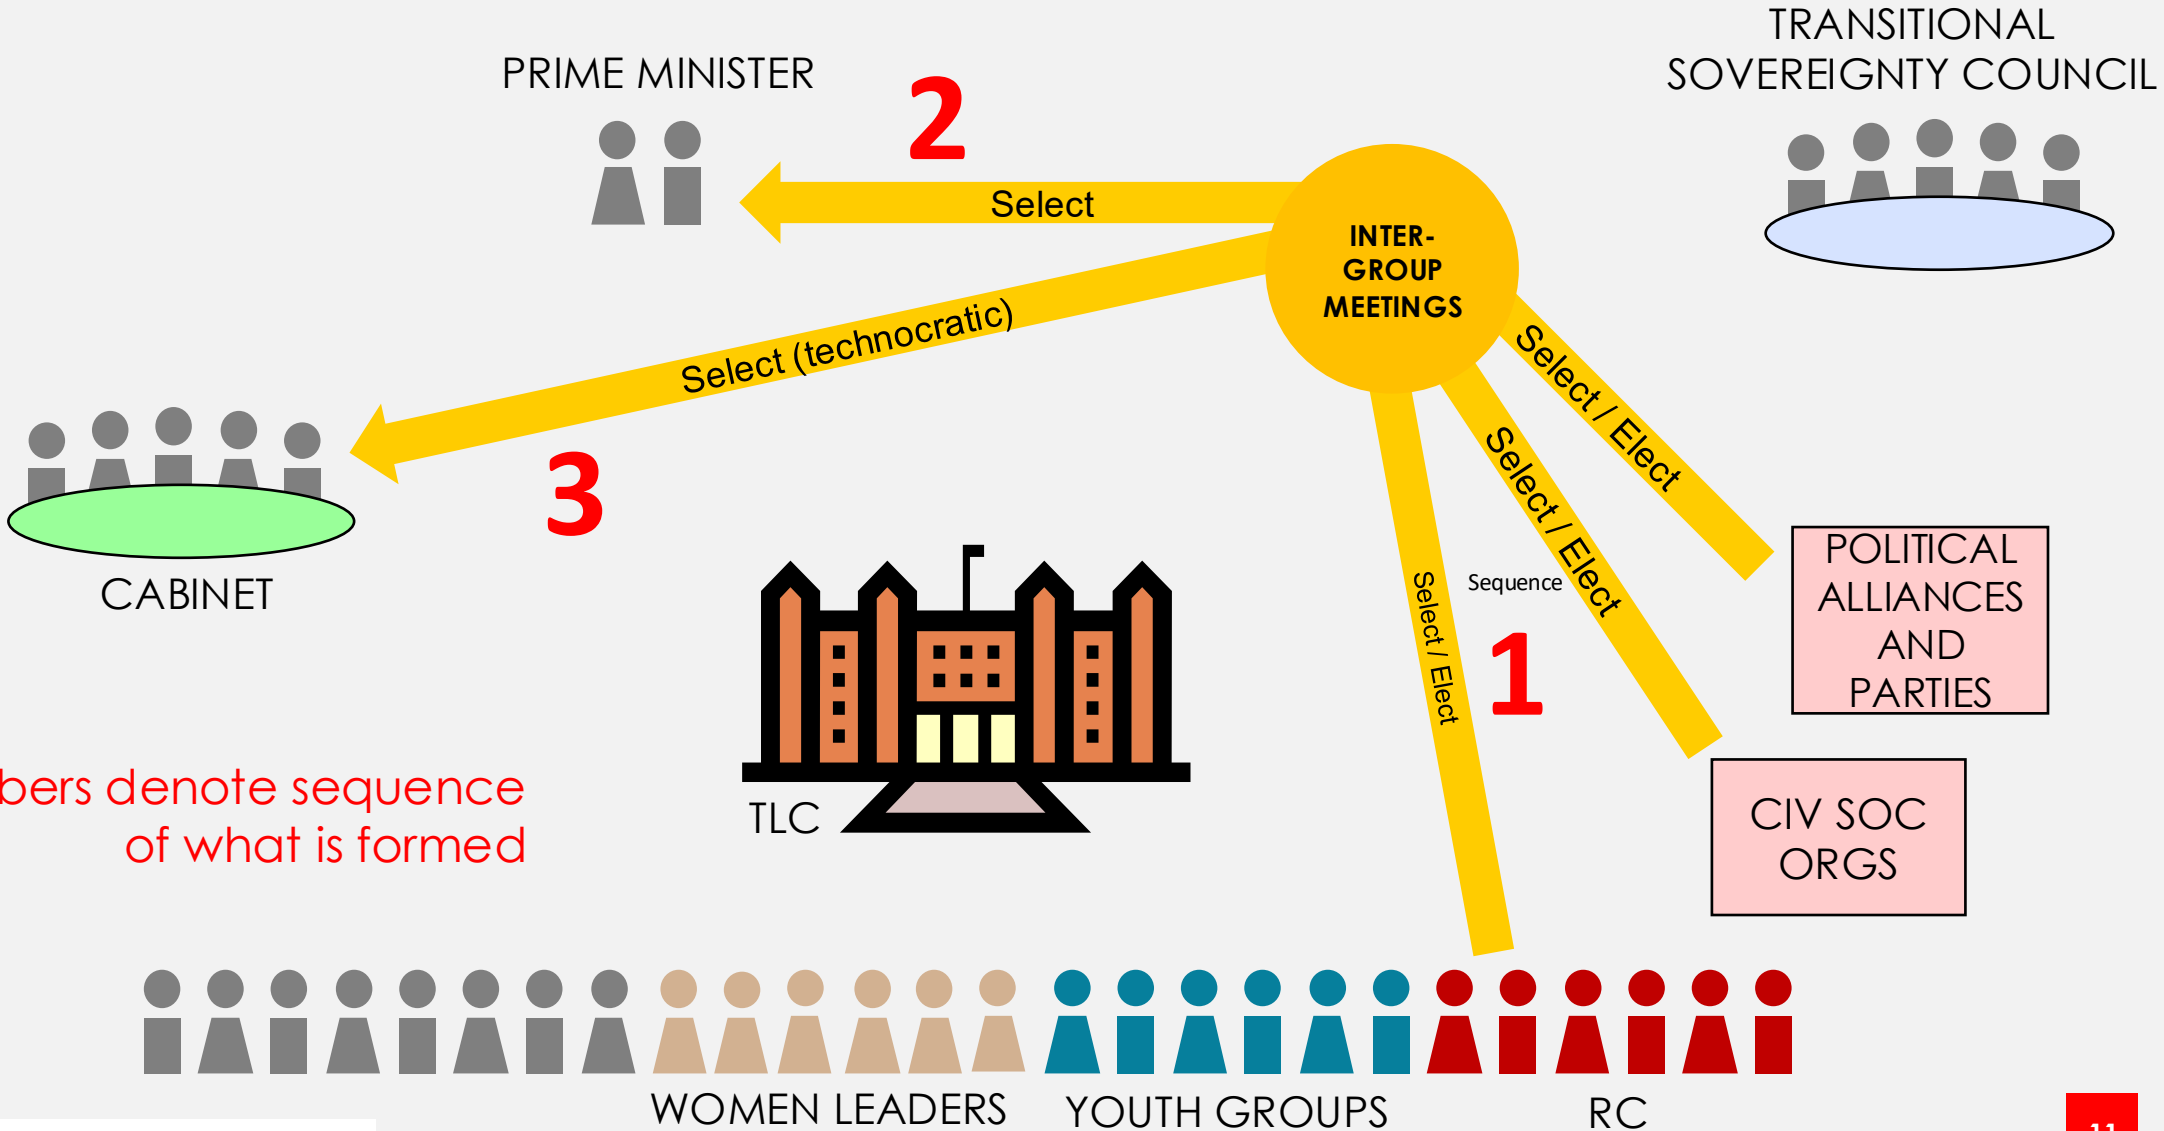 TRANSITIONAL
SOVEREIGNTY COUNCIL
PRIME MINISTER
2
Select
INTER-
GROUP
MEETINGS
Select (technocratic)
3
CABINET
Select / Elect
Select / Elect
Select / Elect
Sequence
1
POLITICAL
ALLIANCES
AND
PARTIES
CIV SOC
ORGS
TLC
denote sequence
of what is formed
WOMEN LEADERS
YOUTH GROUPS
RC
11